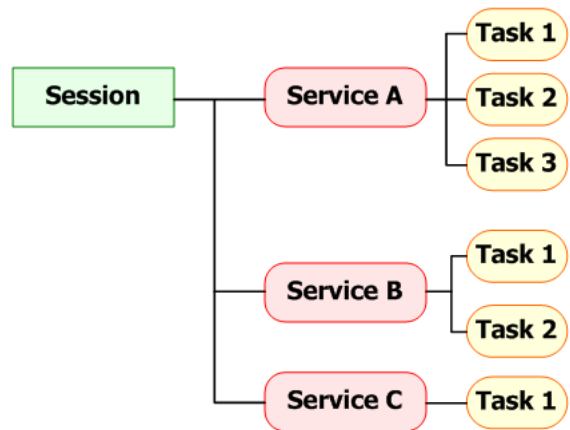 Session
Service A
Task 1
Task 2
Task 3
Service B
Task 1
Task 2
Service C
Task 1